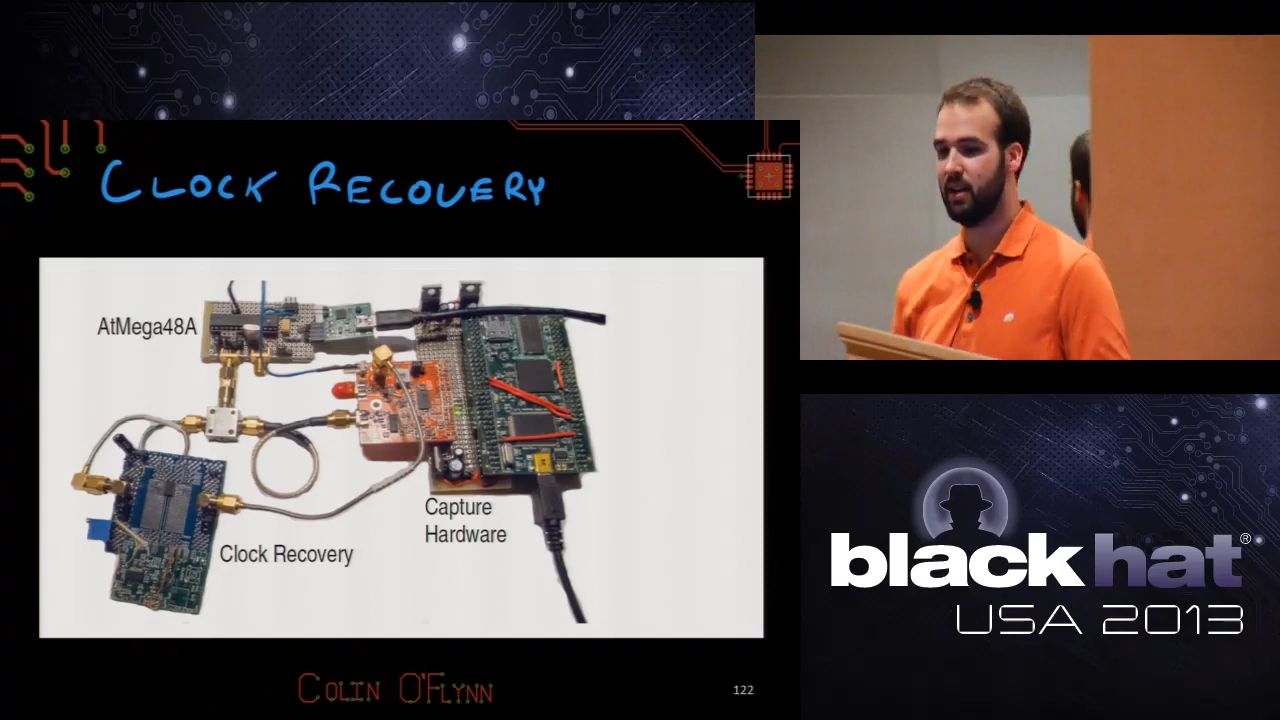 CLOCK RECOVERY
AtMega48A
Capture
Hardware
Clock Recovery
COLIN O'FLYNN
122
black hat®
USA 2013